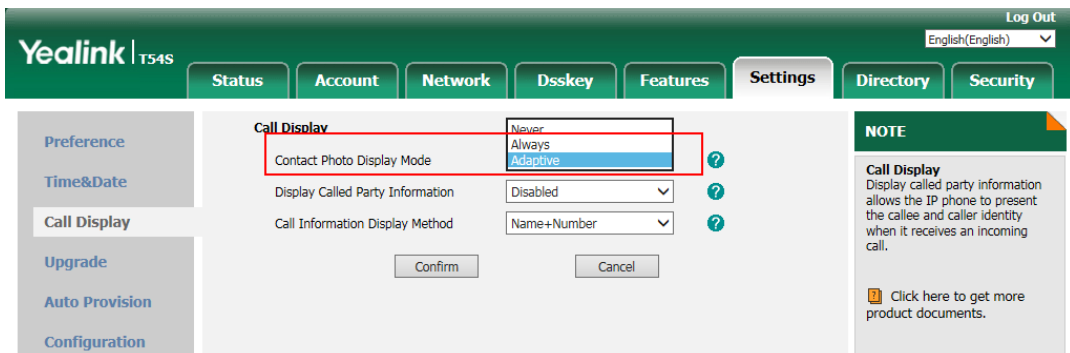 Log Out
Yealink T54S
English(English)
Status Account Network Dsskey Features Settings Directory Security
Preference
Time&Date
Call Display
Upgrade
Auto Provision
Configuration
Call Display
Never
Always
Contact Photo Display Mode Adaptive ?
Display Called Party Information Disabled ?
Call Information Display Method Name+Number ?
Confirm Cancel
NOTE
Call Display
Display called party information
allows the IP phone to present
the callee and caller identity
when it receives an incoming
call.
? Click here to get more
product documents.